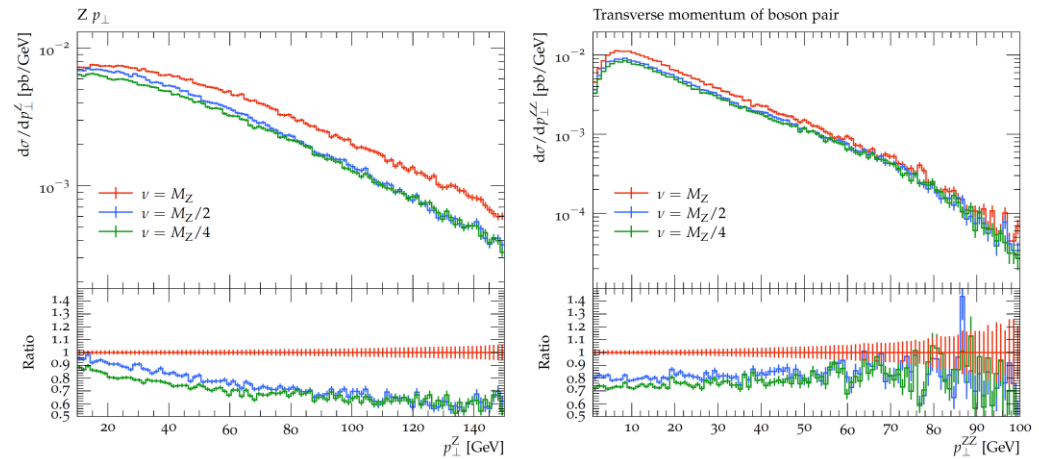 Z p⊥
dσ/dp⊥^Z [pb/GeV]
10⁻²
10⁻³
ν = M_Z
ν = M_Z/2
ν = M_Z/4
Ratio
1.4
1.3
1.2
1.1
1
0.9
0.8
0.7
0.6
0.5
20 40 60 80 100 120 140
p⊥^Z [GeV]
Transverse momentum of boson pair
dσ/dp⊥^ZZ [pb/GeV]
10⁻²
10⁻³
10⁻⁴
ν = M_Z
ν = M_Z/2
ν = M_Z/4
Ratio
1.4
1.3
1.2
1.1
1
0.9
0.8
0.7
0.6
0.5
10 20 30 40 50 60 70 80 90 100
p⊥^ZZ [GeV]